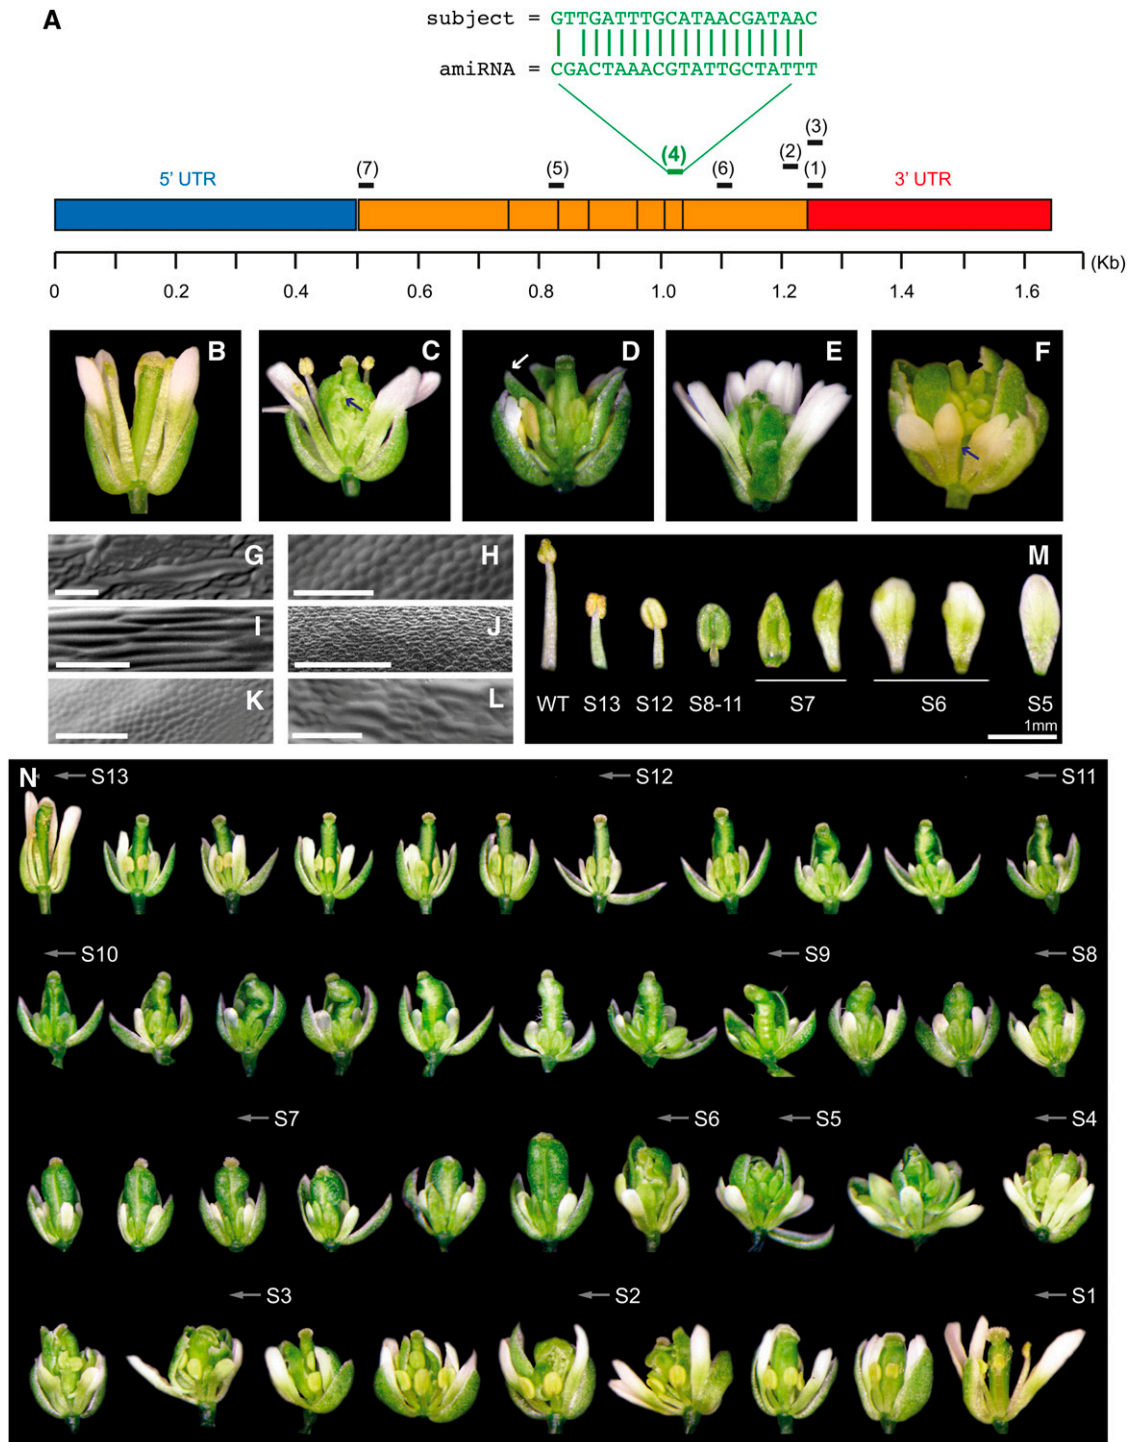 A
subject = GTTGATTTGCATAACGATAAC
amiRNA = CGACTAAACGTATTGCTATTT
(3)
(7) (5) (4) (6) (2) (1)
5' UTR 3' UTR
0 0.2 0.4 0.6 0.8 1.0 1.2 1.4 1.6 (Kb)
B C D E F
G H
I J
K L
M
WT S13 S12 S8-11 S7 S6 S5
1mm
N
S13 S12 S11
S10 S9 S8
S7 S6 S5 S4
S3 S2 S1